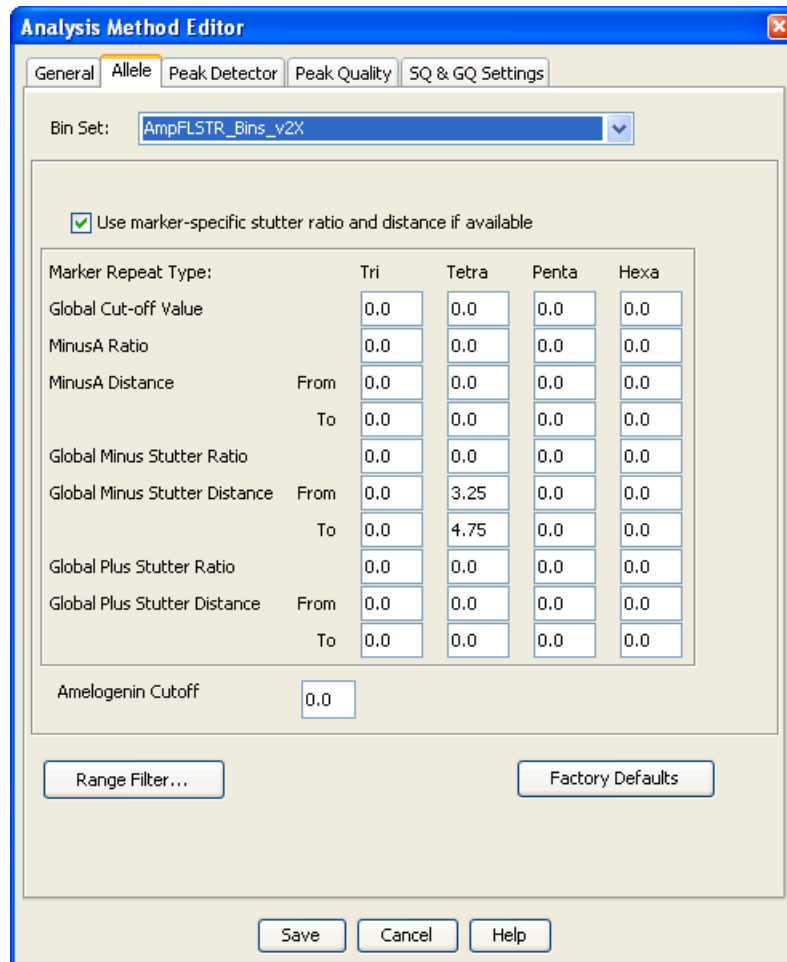 Analysis Method Editor
General Allele Peak Detector Peak Quality SQ & GQ Settings
Bin Set: AmpFLSTR_Bins_v2X
Use marker-specific stutter ratio and distance if available
Marker Repeat Type: Tri Tetra Penta Hexa
Global Cut-off Value 0.0 0.0 0.0 0.0
MinusA Ratio 0.0 0.0 0.0 0.0
MinusA Distance From 0.0 0.0 0.0 0.0
To 0.0 0.0 0.0 0.0
Global Minus Stutter Ratio 0.0 0.0 0.0 0.0
Global Minus Stutter Distance From 0.0 3.25 0.0 0.0
To 0.0 4.75 0.0 0.0
Global Plus Stutter Ratio 0.0 0.0 0.0 0.0
Global Plus Stutter Distance From 0.0 0.0 0.0 0.0
To 0.0 0.0 0.0 0.0
Amelogenin Cutoff 0.0
Range Filter... Factory Defaults
Save Cancel Help